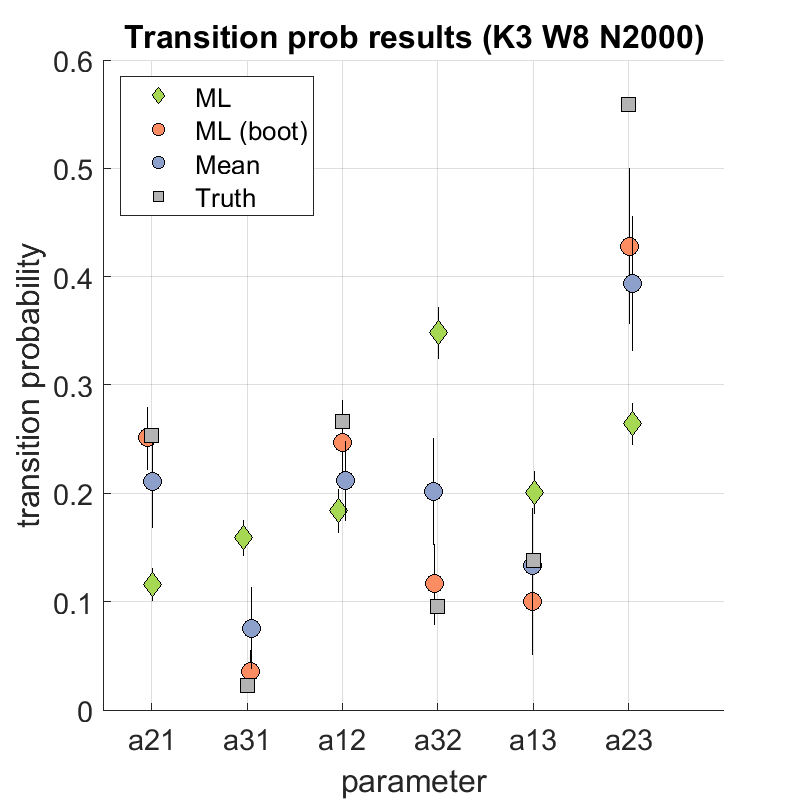 Transition prob results (K3 W8 N2000)
ML
ML (boot)
Mean
Truth
transition probability
0.6
0.5
0.4
0.3
0.2
0.1
0
a21 a31 a12 a32 a13 a23
parameter